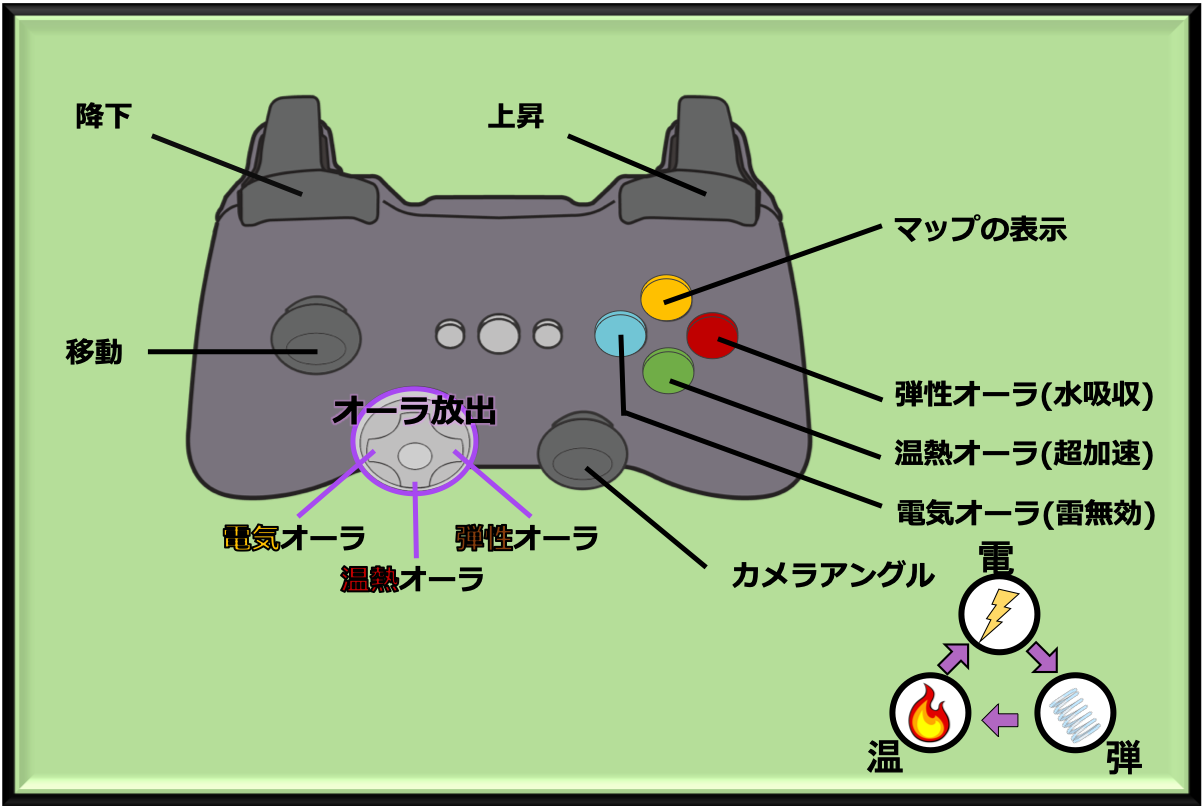 降下
上昇
マップの表示
移動
弾性オーラ(水吸収)
オーラ放出
温熱オーラ(超加速)
電気オーラ(雷無効)
電気オーラ
弾性オーラ
温熱オーラ
カメラアングル
電
温
弾